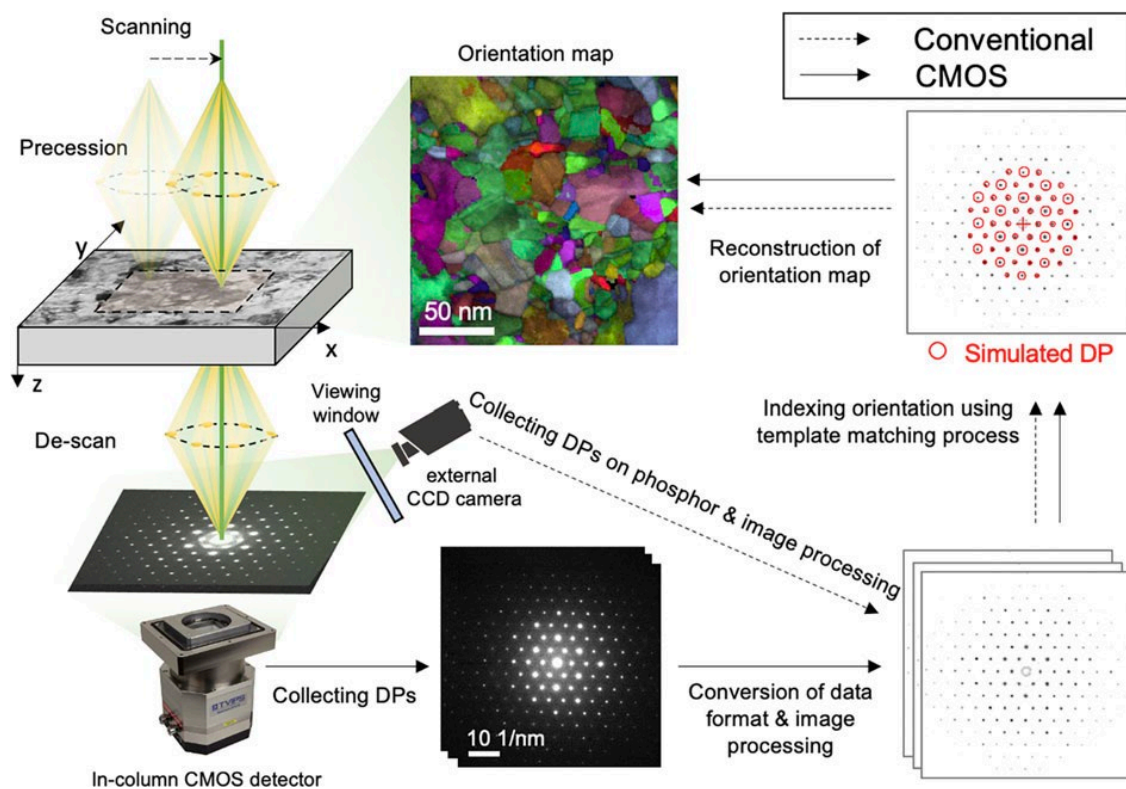 Scanning
Precession
y
x
z
De-scan
Orientation map
50 nm
Conventional
CMOS
Reconstruction of
orientation map
Simulated DP
Indexing orientation using
template matching process
Viewing
window
external
CCD camera
Collecting DPs on phosphor & image processing
TVIPS
In-column CMOS detector
Collecting DPs
10 1/nm
Conversion of data
format & image
processing